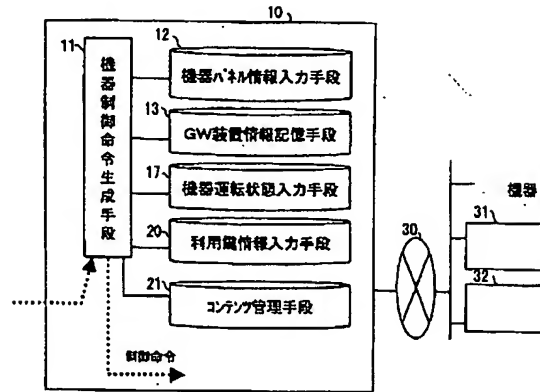 10
11
機器制御命令生成手段
12
機器パネル情報入力手段
13
GW装置情報記憶手段
17
機器運転状態入力手段
20
利用鍵情報入力手段
21
コンテンツ管理手段
制御命令
30
機器
31
32